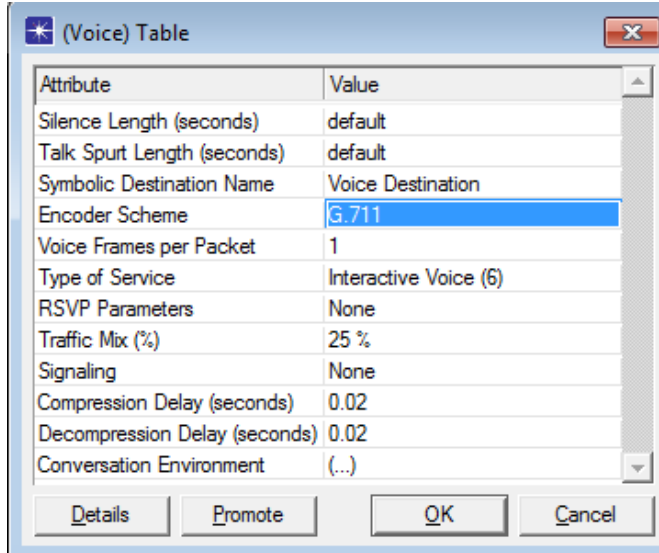 (Voice) Table
Attribute Value
Silence Length (seconds) default
Talk Spurt Length (seconds) default
Symbolic Destination Name Voice Destination
Encoder Scheme G.711
Voice Frames per Packet 1
Type of Service Interactive Voice (6)
RSVP Parameters None
Traffic Mix (%) 25 %
Signaling None
Compression Delay (seconds) 0.02
Decompression Delay (seconds) 0.02
Conversation Environment (...)
Details Promote OK Cancel